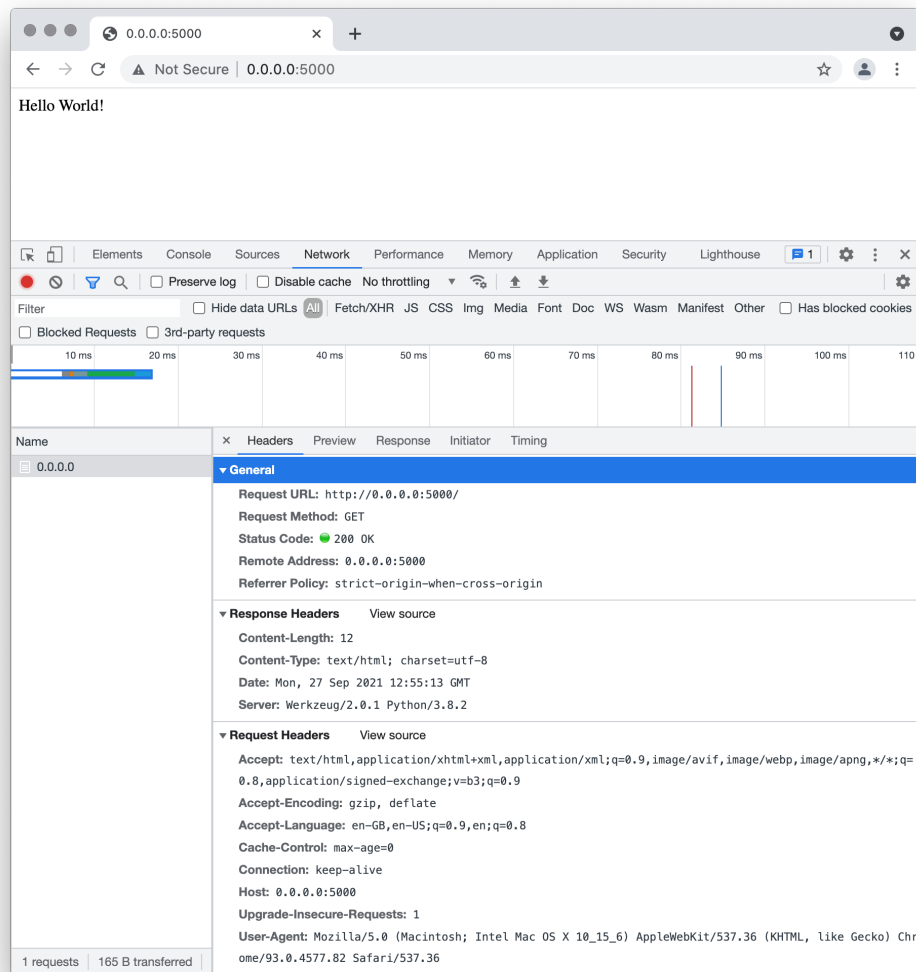 0.0.0.0:5000
Not Secure 0.0.0.0:5000
Hello World!
Elements Console Sources Network Performance Memory Application Security Lighthouse 1
Preserve log Disable cache No throttling
Filter Hide data URLs All Fetch/XHR JS CSS Img Media Font Doc WS Wasm Manifest Other Has blocked cookies
Blocked Requests 3rd-party requests
10 ms 20 ms 30 ms 40 ms 50 ms 60 ms 70 ms 80 ms 90 ms 100 ms 110
Name
0.0.0.0
Headers Preview Response Initiator Timing
General
Request URL: http://0.0.0.0:5000/
Request Method: GET
Status Code: 200 OK
Remote Address: 0.0.0.0:5000
Referrer Policy: strict-origin-when-cross-origin
Response Headers View source
Content-Length: 12
Content-Type: text/html; charset=utf-8
Date: Mon, 27 Sep 2021 12:55:13 GMT
Server: Werkzeug/2.0.1 Python/3.8.2
Request Headers View source
Accept: text/html,application/xhtml+xml,application/xml;q=0.9,image/avif,image/webp,image/apng,*/*;q=
0.8,application/signed-exchange;v=b3;q=0.9
Accept-Encoding: gzip, deflate
Accept-Language: en-GB,en-US;q=0.9,en;q=0.8
Cache-Control: max-age=0
Connection: keep-alive
Host: 0.0.0.0:5000
Upgrade-Insecure-Requests: 1
User-Agent: Mozilla/5.0 (Macintosh; Intel Mac OS X 10_15_6) AppleWebKit/537.36 (KHTML, like Gecko) Chr
ome/93.0.4577.82 Safari/537.36
1 requests 165 B transferred